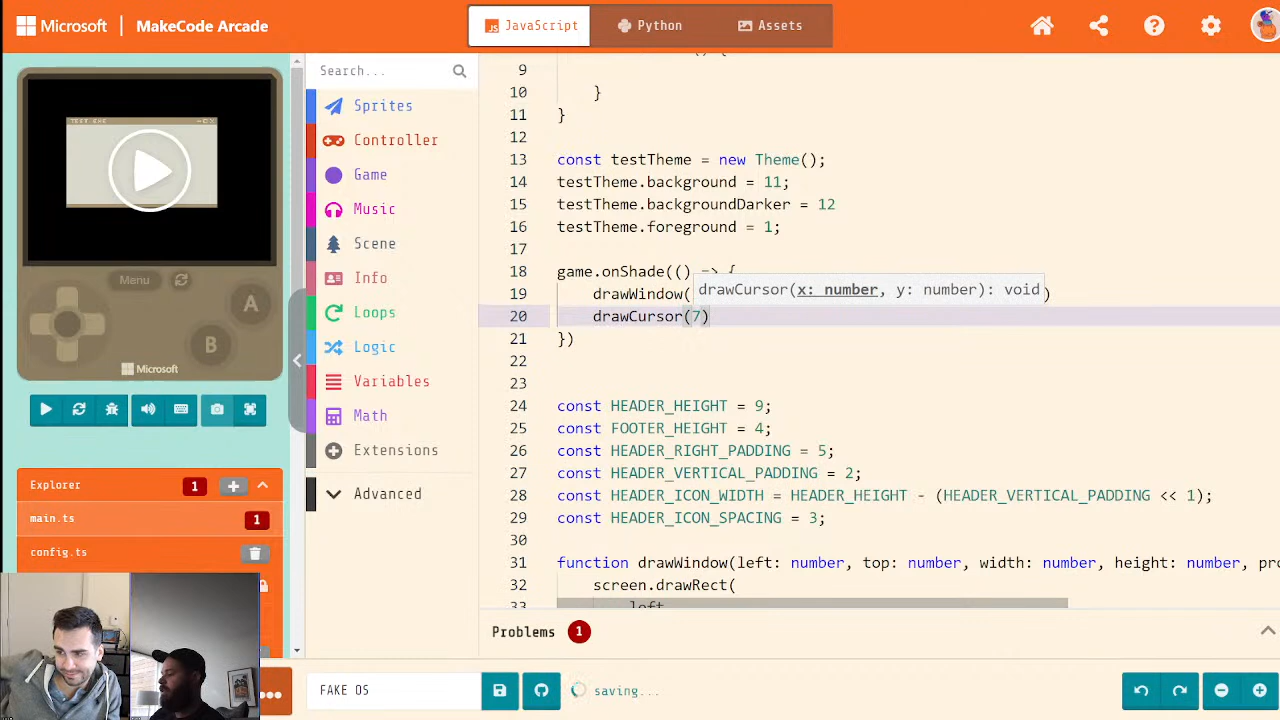 Microsoft
MakeCode Arcade
JavaScript
Python
Assets
Search...
Sprites
Controller
Game
Music
Scene
Info
Loops
Logic
Variables
Math
Extensions
Advanced
Menu
A
B
Microsoft
Explorer
1
main.ts
1
config.ts
9
10 }
11 }
12
13 const testTheme = new Theme();
14 testTheme.background = 11;
15 testTheme.backgroundDarker = 12
16 testTheme.foreground = 1;
17
18 game.onShade(() => {
drawCursor(x: number, y: number): void
19 drawWindow( )
20 drawCursor(7)
21 })
22
23
24 const HEADER_HEIGHT = 9;
25 const FOOTER_HEIGHT = 4;
26 const HEADER_RIGHT_PADDING = 5;
27 const HEADER_VERTICAL_PADDING = 2;
28 const HEADER_ICON_WIDTH = HEADER_HEIGHT - (HEADER_VERTICAL_PADDING << 1);
29 const HEADER_ICON_SPACING = 3;
30
31 function drawWindow(left: number, top: number, width: number, height: number, pr
32 screen.drawRect(
33 left
Problems 1
FAKE OS
saving...